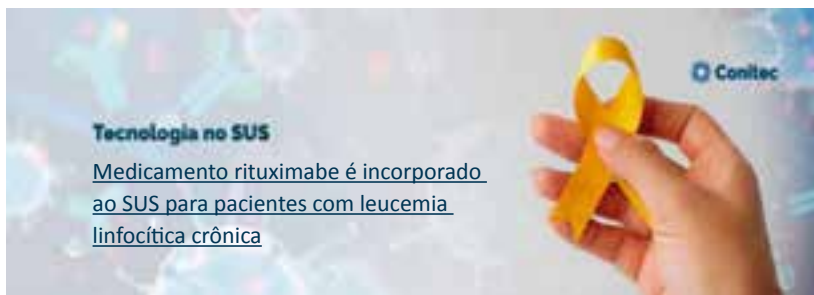 Conitec
Tecnologia no SUS
Medicamento rituximabe é incorporado
ao SUS para pacientes com leucemia
linfocítica crônica